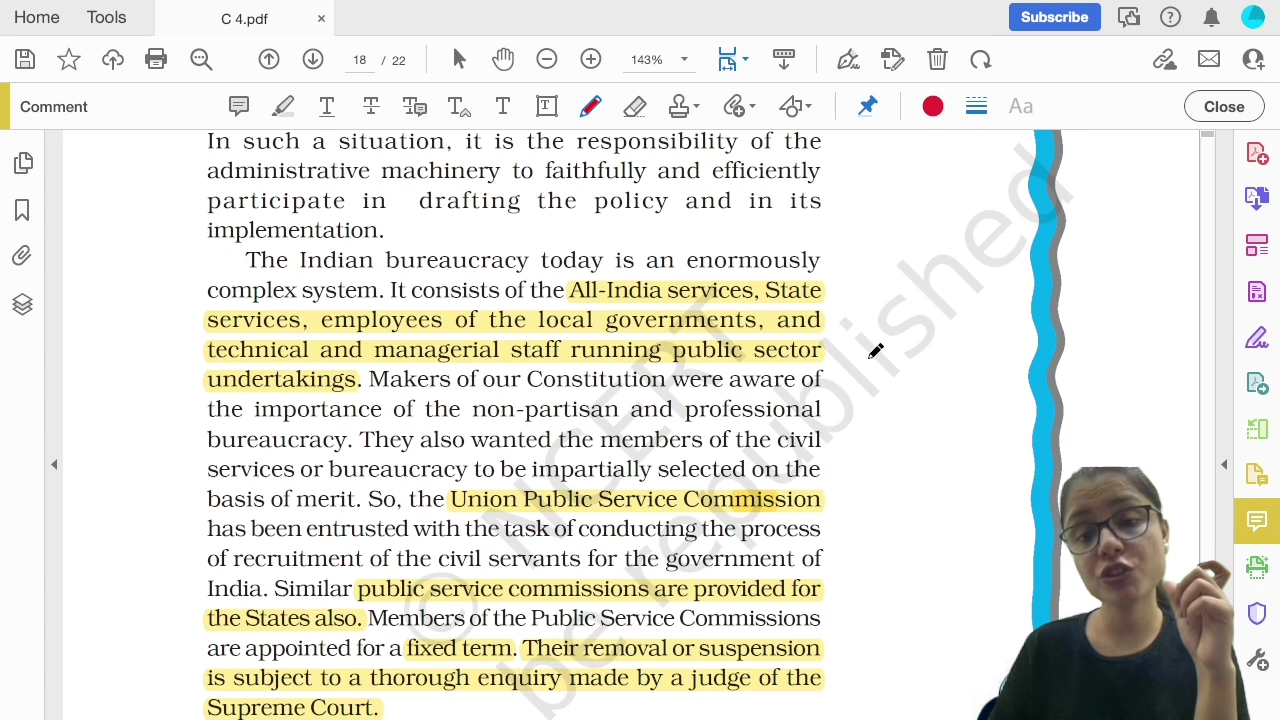 Home Tools C 4.pdf × Subscribe
18 / 22 143%
Comment Aa Close
In such a situation, it is the responsibility of the
administrative machinery to faithfully and efficiently
participate in drafting the policy and in its
implementation.
The Indian bureaucracy today is an enormously
complex system. It consists of the All-India services, State
services, employees of the local governments, and
technical and managerial staff running public sector
undertakings. Makers of our Constitution were aware of
the importance of the non-partisan and professional
bureaucracy. They also wanted the members of the civil
services or bureaucracy to be impartially selected on the
basis of merit. So, the Union Public Service Commission
has been entrusted with the task of conducting the process
of recruitment of the civil servants for the government of
India. Similar public service commissions are provided for
the States also. Members of the Public Service Commissions
are appointed for a fixed term. Their removal or suspension
is subject to a thorough enquiry made by a judge of the
Supreme Court.
© NCERT
be republished